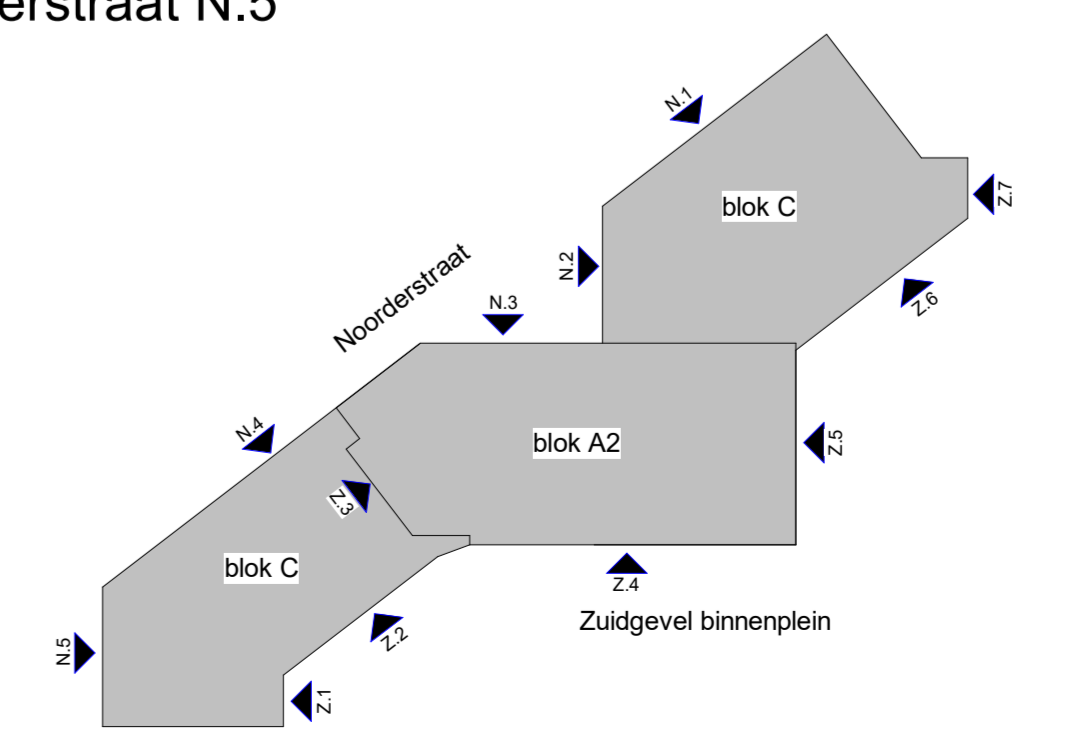 erstraat N.5
N.1
blok C
Z.7
N.2
Z.6
Noorderstraat
N.3
N.4
blok A2
Z.5
Z.3
blok C
Z.4
Zuidgevel binnenplein
Z.2
N.5
Z.1